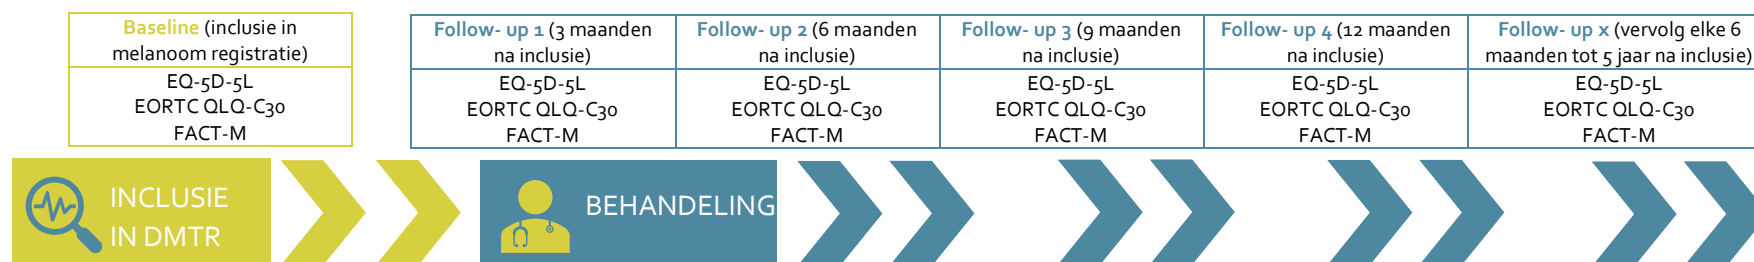 Baseline (inclusie in
melanoom registratie)
EQ-5D-5L
EORTC QLQ-C30
FACT-M
Follow- up 1 (3 maanden
na inclusie)
EQ-5D-5L
EORTC QLQ-C30
FACT-M
Follow- up 2 (6 maanden
na inclusie)
EQ-5D-5L
EORTC QLQ-C30
FACT-M
Follow- up 3 (9 maanden
na inclusie)
EQ-5D-5L
EORTC QLQ-C30
FACT-M
Follow- up 4 (12 maanden
na inclusie)
EQ-5D-5L
EORTC QLQ-C30
FACT-M
Follow- up x (vervolg elke 6
maanden tot 5 jaar na inclusie)
EQ-5D-5L
EORTC QLQ-C30
FACT-M
INCLUSIE
IN DMTR
BEHANDELING